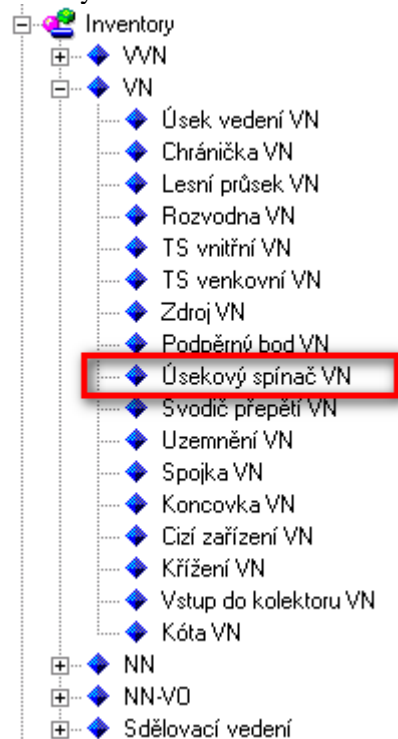 Inventory
VVN
VN
Úsek vedení VN
Chránička VN
Lesní průsek VN
Rozvodna VN
TS vnitřní VN
TS venkovní VN
Zdroj VN
Podpěrný bod VN
Úsekový spínač VN
Svodič přepětí VN
Uzemnění VN
Spojka VN
Koncovka VN
Cizí zařízení VN
Křížení VN
Vstup do kolektoru VN
Kóta VN
NN
NN-VO
Sdělovací vedení